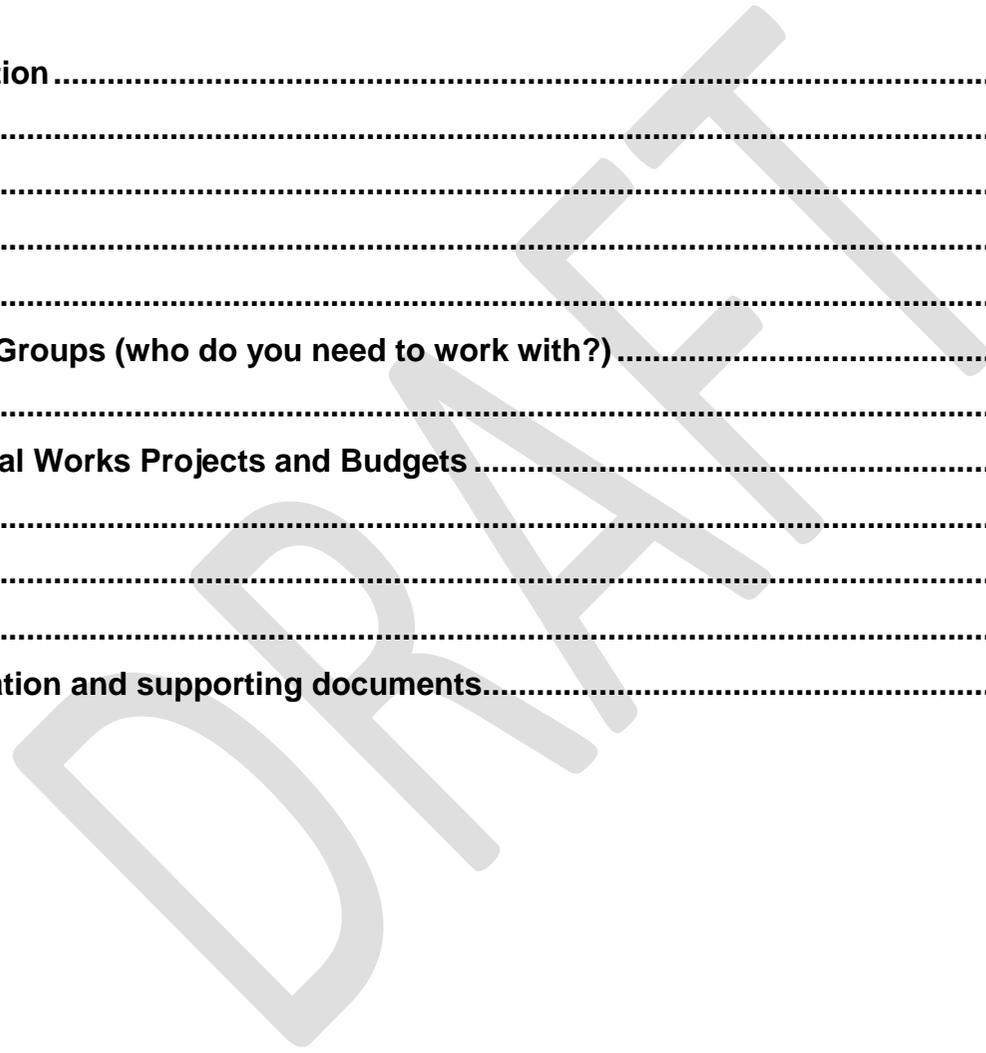 tion........................................................................................................
................................................................................................................
................................................................................................................
................................................................................................................
................................................................................................................
Groups (who do you need to work with?)..........................................
................................................................................................................
al Works Projects and Budgets..........................................................
................................................................................................................
................................................................................................................
................................................................................................................
ation and supporting documents.........................................................
DRAFT